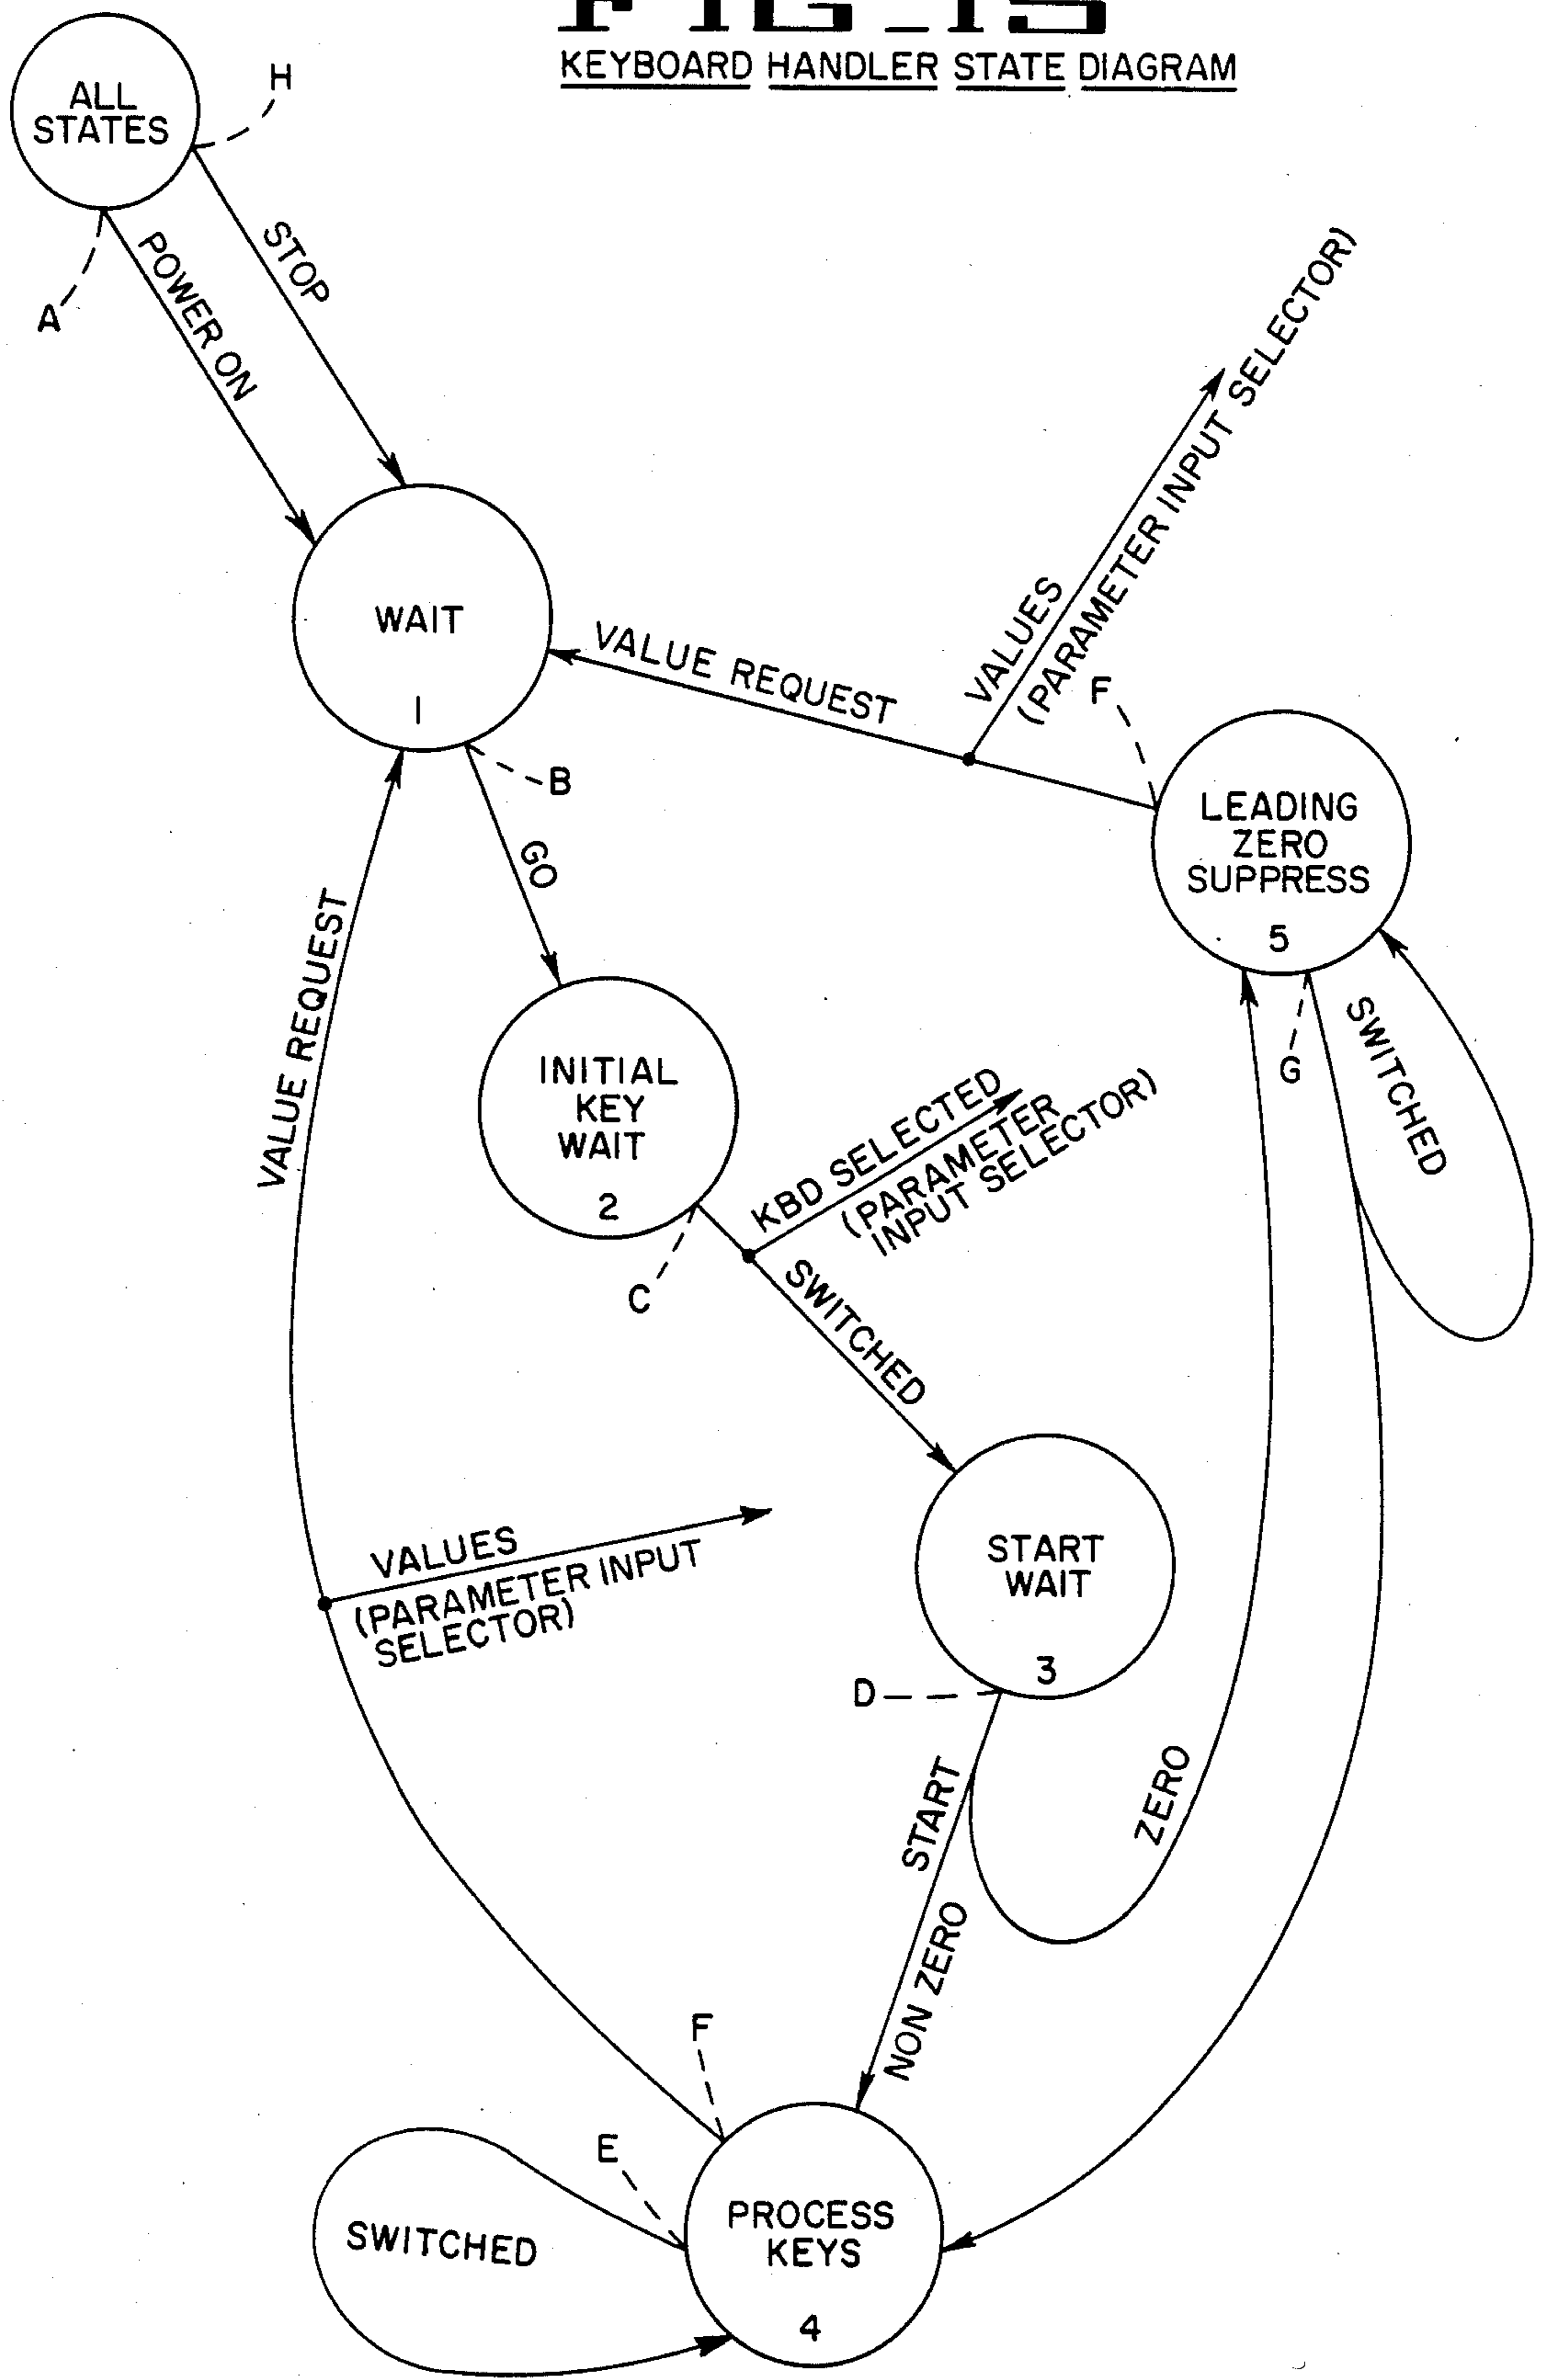 FIG_15
KEYBOARD HANDLER STATE DIAGRAM
ALL
STATES
H
A
POWER ON
STOP
WAIT
1
B
GO
VALUE REQUEST
VALUES
(PARAMETER INPUT SELECTOR)
F
LEADING
ZERO
SUPPRESS
5
G
SWITCHED
VALUE REQUEST
INITIAL
KEY
WAIT
2
C
KBD SELECTED
(PARAMETER
INPUT SELECTOR)
SWITCHED
START
WAIT
3
D
VALUES
(PARAMETER INPUT
SELECTOR)
START
NON ZERO
ZERO
F
E
SWITCHED
PROCESS
KEYS
4